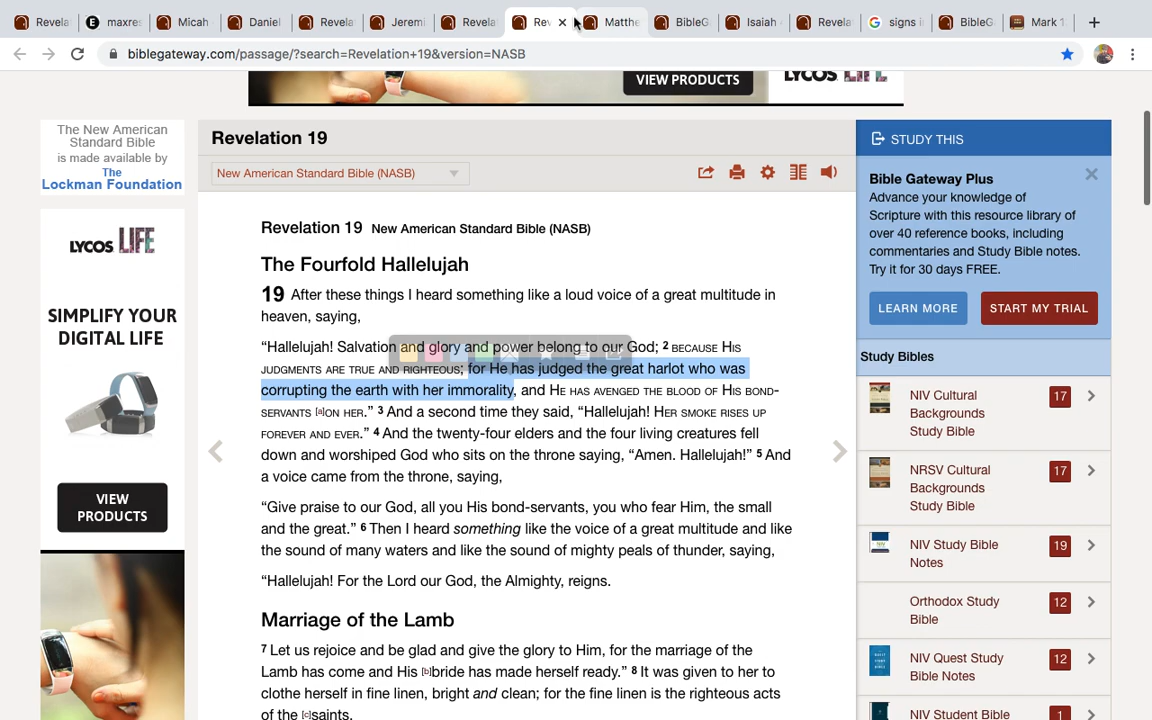 Revela
maxres
Micah
Daniel
Revela
Jeremi
Revela
Rev
Matthe
BibleG
Isaiah
Revela
signs i
BibleG
Mark 1
biblegateway.com/passage/?search=Revelation+19&version=NASB
VIEW PRODUCTS
LYCOS LIFE
The New American
Standard Bible
is made available by
The
Lockman Foundation
LYCOS LIFE
SIMPLIFY YOUR
DIGITAL LIFE
VIEW
PRODUCTS
Revelation 19
New American Standard Bible (NASB)
Revelation 19 New American Standard Bible (NASB)
The Fourfold Hallelujah
19 After these things I heard something like a loud voice of a great multitude in
heaven, saying,
“Hallelujah! Salvation and glory and power belong to our God; 2 BECAUSE HIS
JUDGMENTS ARE TRUE AND RIGHTEOUS; for He has judged the great harlot who was
corrupting the earth with her immorality, and HE HAS AVENGED THE BLOOD OF HIS BOND-
SERVANTS [a]ON HER.” 3 And a second time they said, “Hallelujah! HER SMOKE RISES UP
FOREVER AND EVER.” 4 And the twenty-four elders and the four living creatures fell
down and worshiped God who sits on the throne saying, “Amen. Hallelujah!” 5 And
a voice came from the throne, saying,
“Give praise to our God, all you His bond-servants, you who fear Him, the small
and the great.” 6 Then I heard something like the voice of a great multitude and like
the sound of many waters and like the sound of mighty peals of thunder, saying,
“Hallelujah! For the Lord our God, the Almighty, reigns.
Marriage of the Lamb
7 Let us rejoice and be glad and give the glory to Him, for the marriage of the
Lamb has come and His [b]bride has made herself ready.” 8 It was given to her to
clothe herself in fine linen, bright and clean; for the fine linen is the righteous acts
of the [c]saints.
STUDY THIS
Bible Gateway Plus
Advance your knowledge of
Scripture with this resource library of
over 40 reference books, including
commentaries and Study Bible notes.
Try it for 30 days FREE.
LEARN MORE
START MY TRIAL
Study Bibles
NIV Cultural
Backgrounds
Study Bible
17
NRSV Cultural
Backgrounds
Study Bible
17
NIV Study Bible
Notes
19
Orthodox Study
Bible
12
NIV Quest Study
Bible Notes
12
NIV Student Bible
1